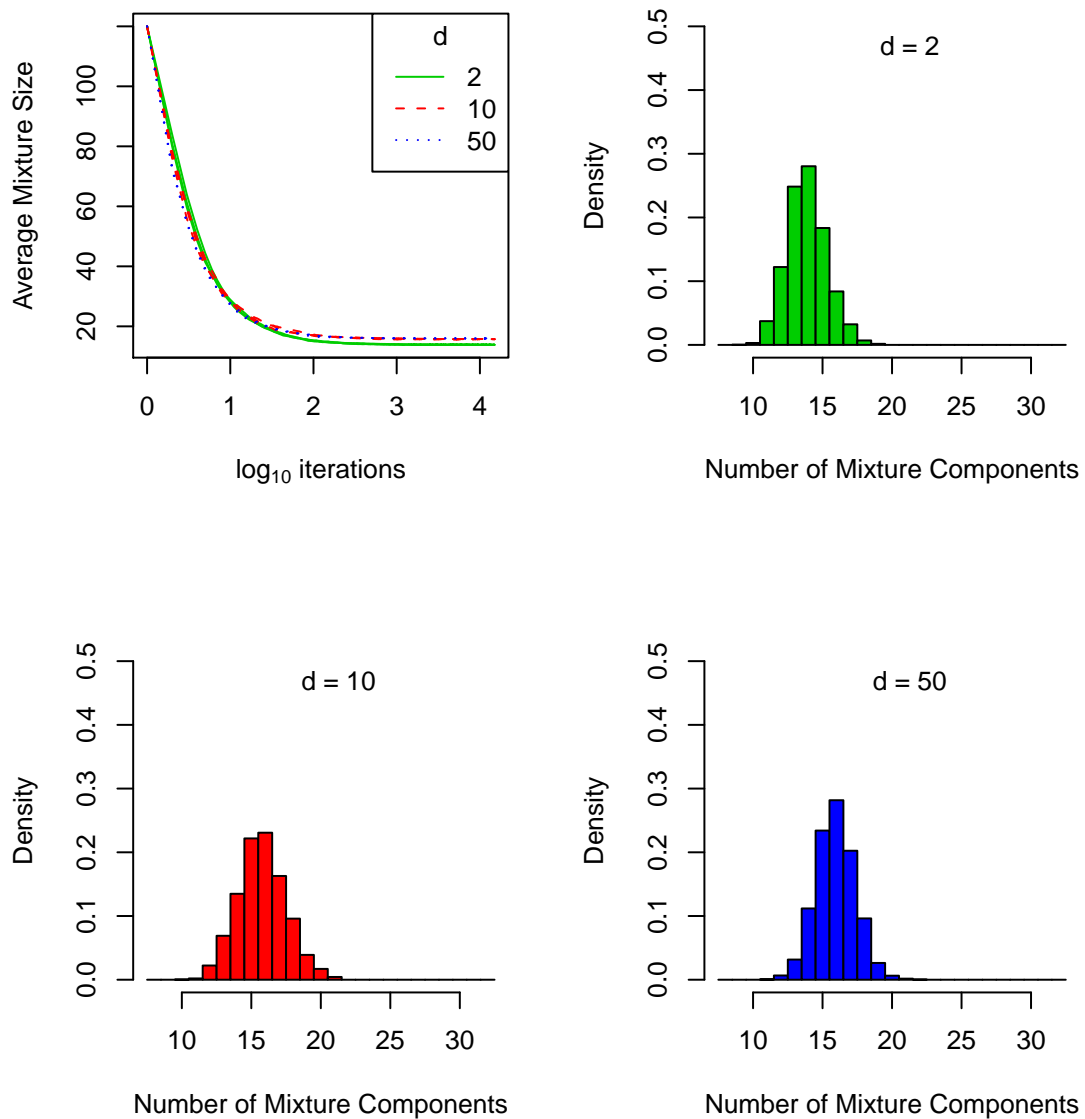 Average Mixture Size
20 40 60 80 100
0 1 2 3 4
log10 iterations
d
2
10
50
d = 2
Density
0.0 0.1 0.2 0.3 0.4 0.5
10 15 20 25 30
Number of Mixture Components
d = 10
Density
0.0 0.1 0.2 0.3 0.4 0.5
10 15 20 25 30
Number of Mixture Components
d = 50
Density
0.0 0.1 0.2 0.3 0.4 0.5
10 15 20 25 30
Number of Mixture Components